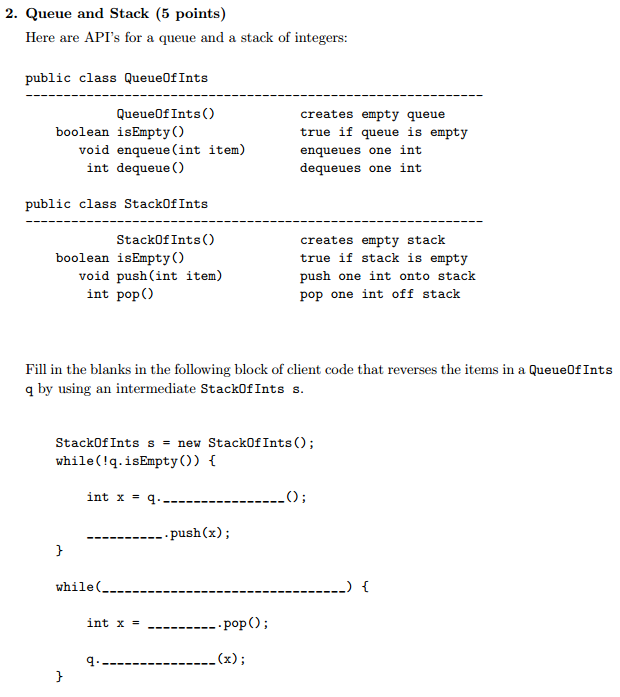 2. Queue and Stack (5 points)
Here are API's for a queue and a stack of integers:
public class QueueOfInts
------------------------------------------------------------
QueueOfInts() creates empty queue
boolean isEmpty() true if queue is empty
void enqueue(int item) enqueues one int
int dequeue() dequeues one int
public class StackOfInts
------------------------------------------------------------
StackOfInts() creates empty stack
boolean isEmpty() true if stack is empty
void push(int item) push one int onto stack
int pop() pop one int off stack
Fill in the blanks in the following block of client code that reverses the items in a QueueOfInts
q by using an intermediate StackOfInts s.
StackOfInts s = new StackOfInts();
while(!q.isEmpty()) {
int x = q.________________();
__________.push(x);
}
while(________________________________) {
int x = _________.pop();
q._______________(x);
}